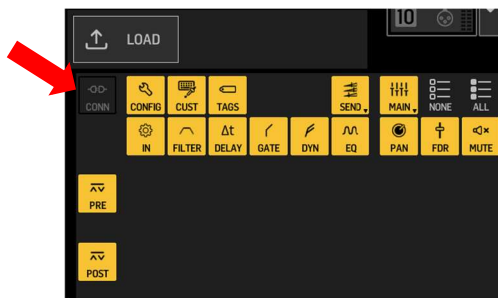 10
LOAD
CONN CONFIG CUST TAGS SEND MAIN NONE ALL
IN FILTER Δt DELAY GATE DYN EQ PAN FDR MUTE
PRE
POST